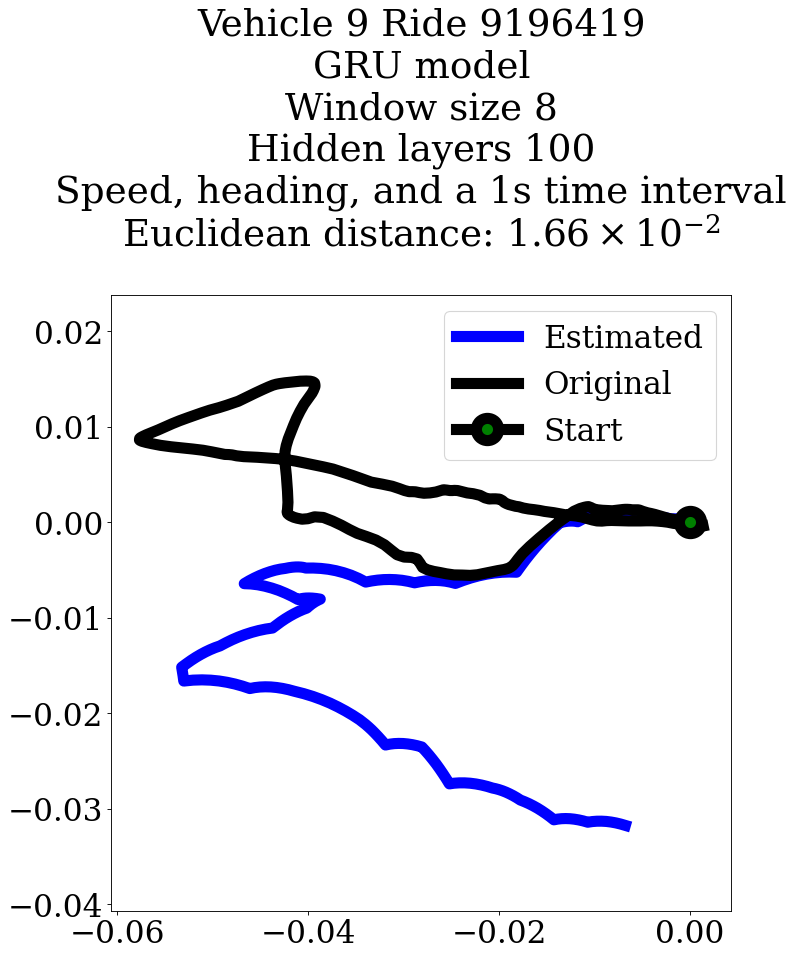 Vehicle 9 Ride 9196419
GRU model
Window size 8
Hidden layers 100
Speed, heading, and a 1s time interval
Euclidean distance: 1.66 × 10⁻²
Estimated
Original
Start
0.02
0.01
0.00
−0.01
−0.02
−0.03
−0.04
−0.06
−0.04
−0.02
0.00